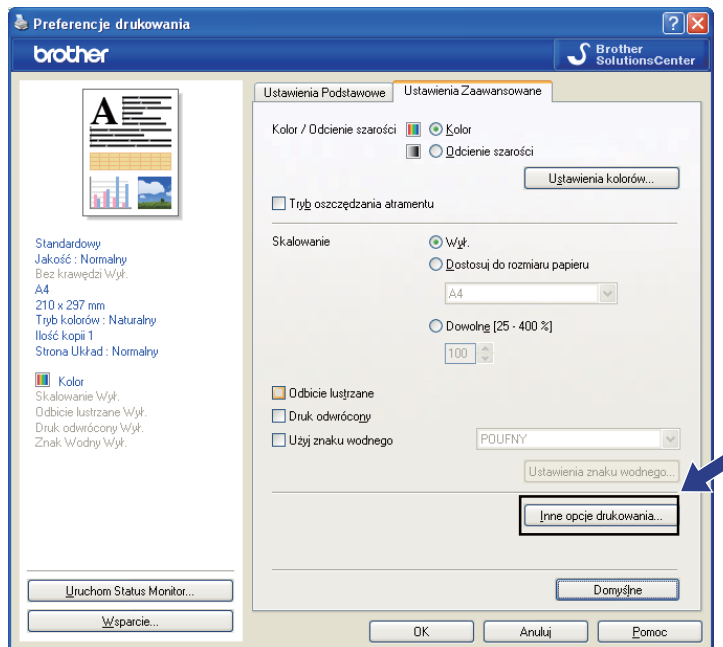 Preferencje drukowania
brother
Brother
SolutionsCenter
A
Standardowy
Jakość : Normalny
Bez krawędzi Wył.
A4
210 x 297 mm
Tryb kolorów : Naturalny
Ilość kopii 1
Strona Układ : Normalny
Kolor
Skalowanie Wył.
Odbicie lustrzane Wył.
Druk odwrócony Wył.
Znak Wodny Wył.
Uruchom Status Monitor...
Wsparcie...
Ustawienia Podstawowe
Ustawienia Zaawansowane
Kolor / Odcienie szarości
Kolor
Odcienie szarości
Ustawienia kolorów...
Tryb oszczędzania atramentu
Skalowanie
Wył.
Dostosuj do rozmiaru papieru
A4
Dowolne [25 - 400 %]
100
Odbicie lustrzane
Druk odwrócony
Użyj znaku wodnego
POUFNY
Ustawienia znaku wodnego...
Inne opcje drukowania...
Domyślne
OK
Anuluj
Pomoc